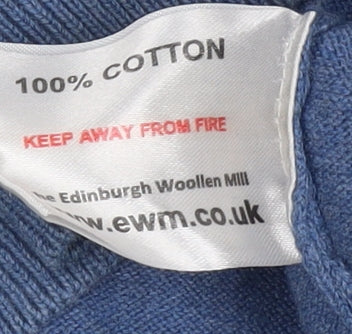 100% COTTON
KEEP AWAY FROM FIRE
Edinburgh Woollen Mill
.ewm.co.uk